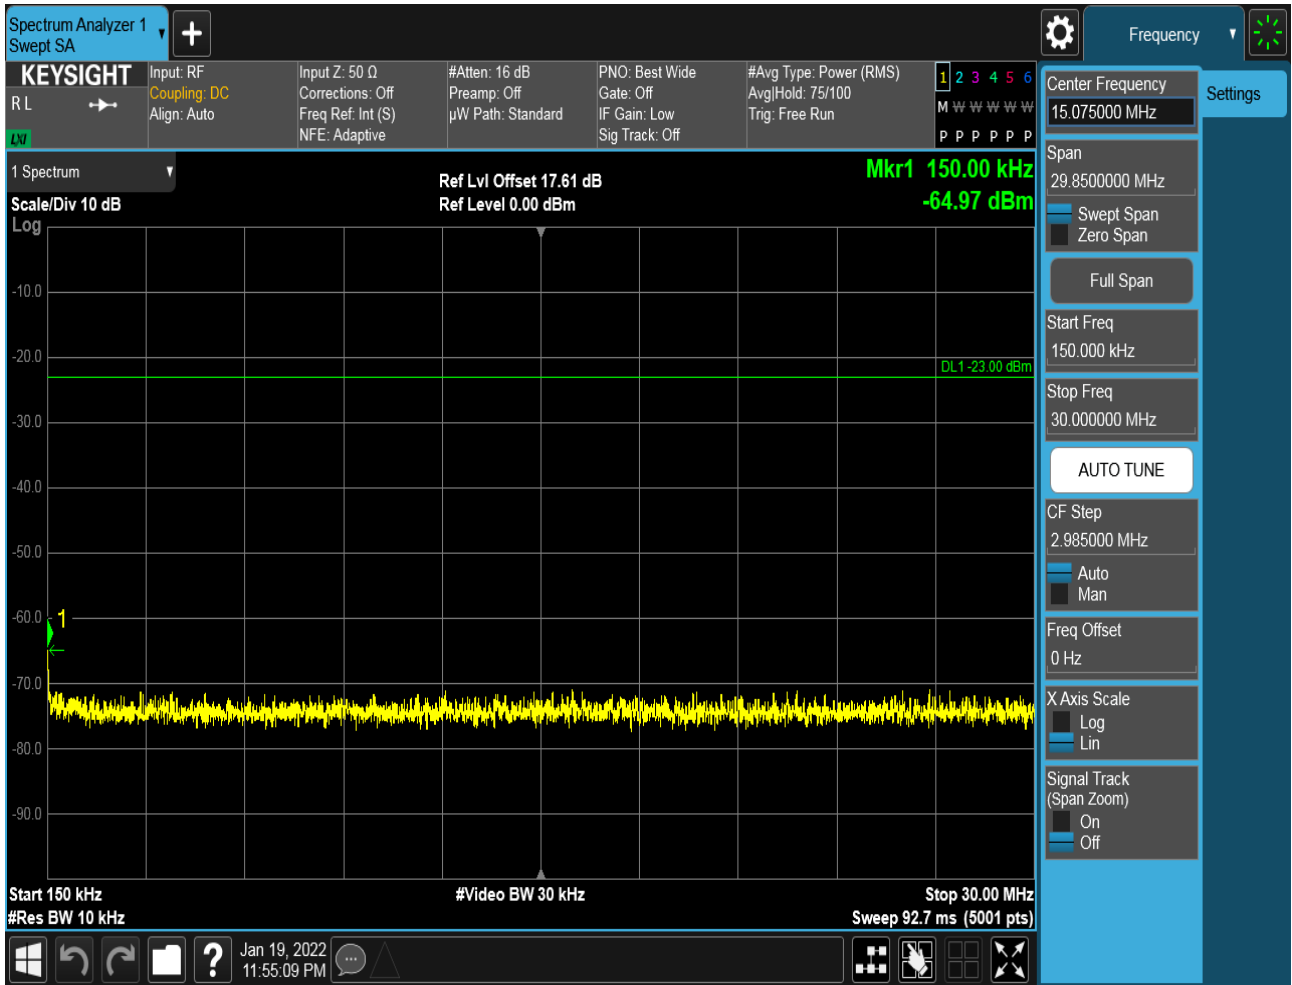 Spectrum Analyzer 1
Swept SA
Frequency
KEYSIGHT
R L
LXI
Input: RF
Coupling: DC
Align: Auto
Input Z: 50 Ω
Corrections: Off
Freq Ref: Int (S)
NFE: Adaptive
#Atten: 16 dB
Preamp: Off
µW Path: Standard
PNO: Best Wide
Gate: Off
IF Gain: Low
Sig Track: Off
#Avg Type: Power (RMS)
Avg|Hold: 75/100
Trig: Free Run
1 2 3 4 5 6
M W W W W W
P P P P P P
1 Spectrum
Scale/Div 10 dB
Log
Ref Lvl Offset 17.61 dB
Ref Level 0.00 dBm
Mkr1 150.00 kHz
-64.97 dBm
-10.0
-20.0
DL1 -23.00 dBm
-30.0
-40.0
-50.0
-60.0
1
-70.0
-80.0
-90.0
Start 150 kHz
#Video BW 30 kHz
Stop 30.00 MHz
#Res BW 10 kHz
Sweep 92.7 ms (5001 pts)
?
Jan 19, 2022
11:55:09 PM
Center Frequency
15.075000 MHz
Settings
Span
29.8500000 MHz
Swept Span
Zero Span
Full Span
Start Freq
150.000 kHz
Stop Freq
30.000000 MHz
AUTO TUNE
CF Step
2.985000 MHz
Auto
Man
Freq Offset
0 Hz
X Axis Scale
Log
Lin
Signal Track
(Span Zoom)
On
Off